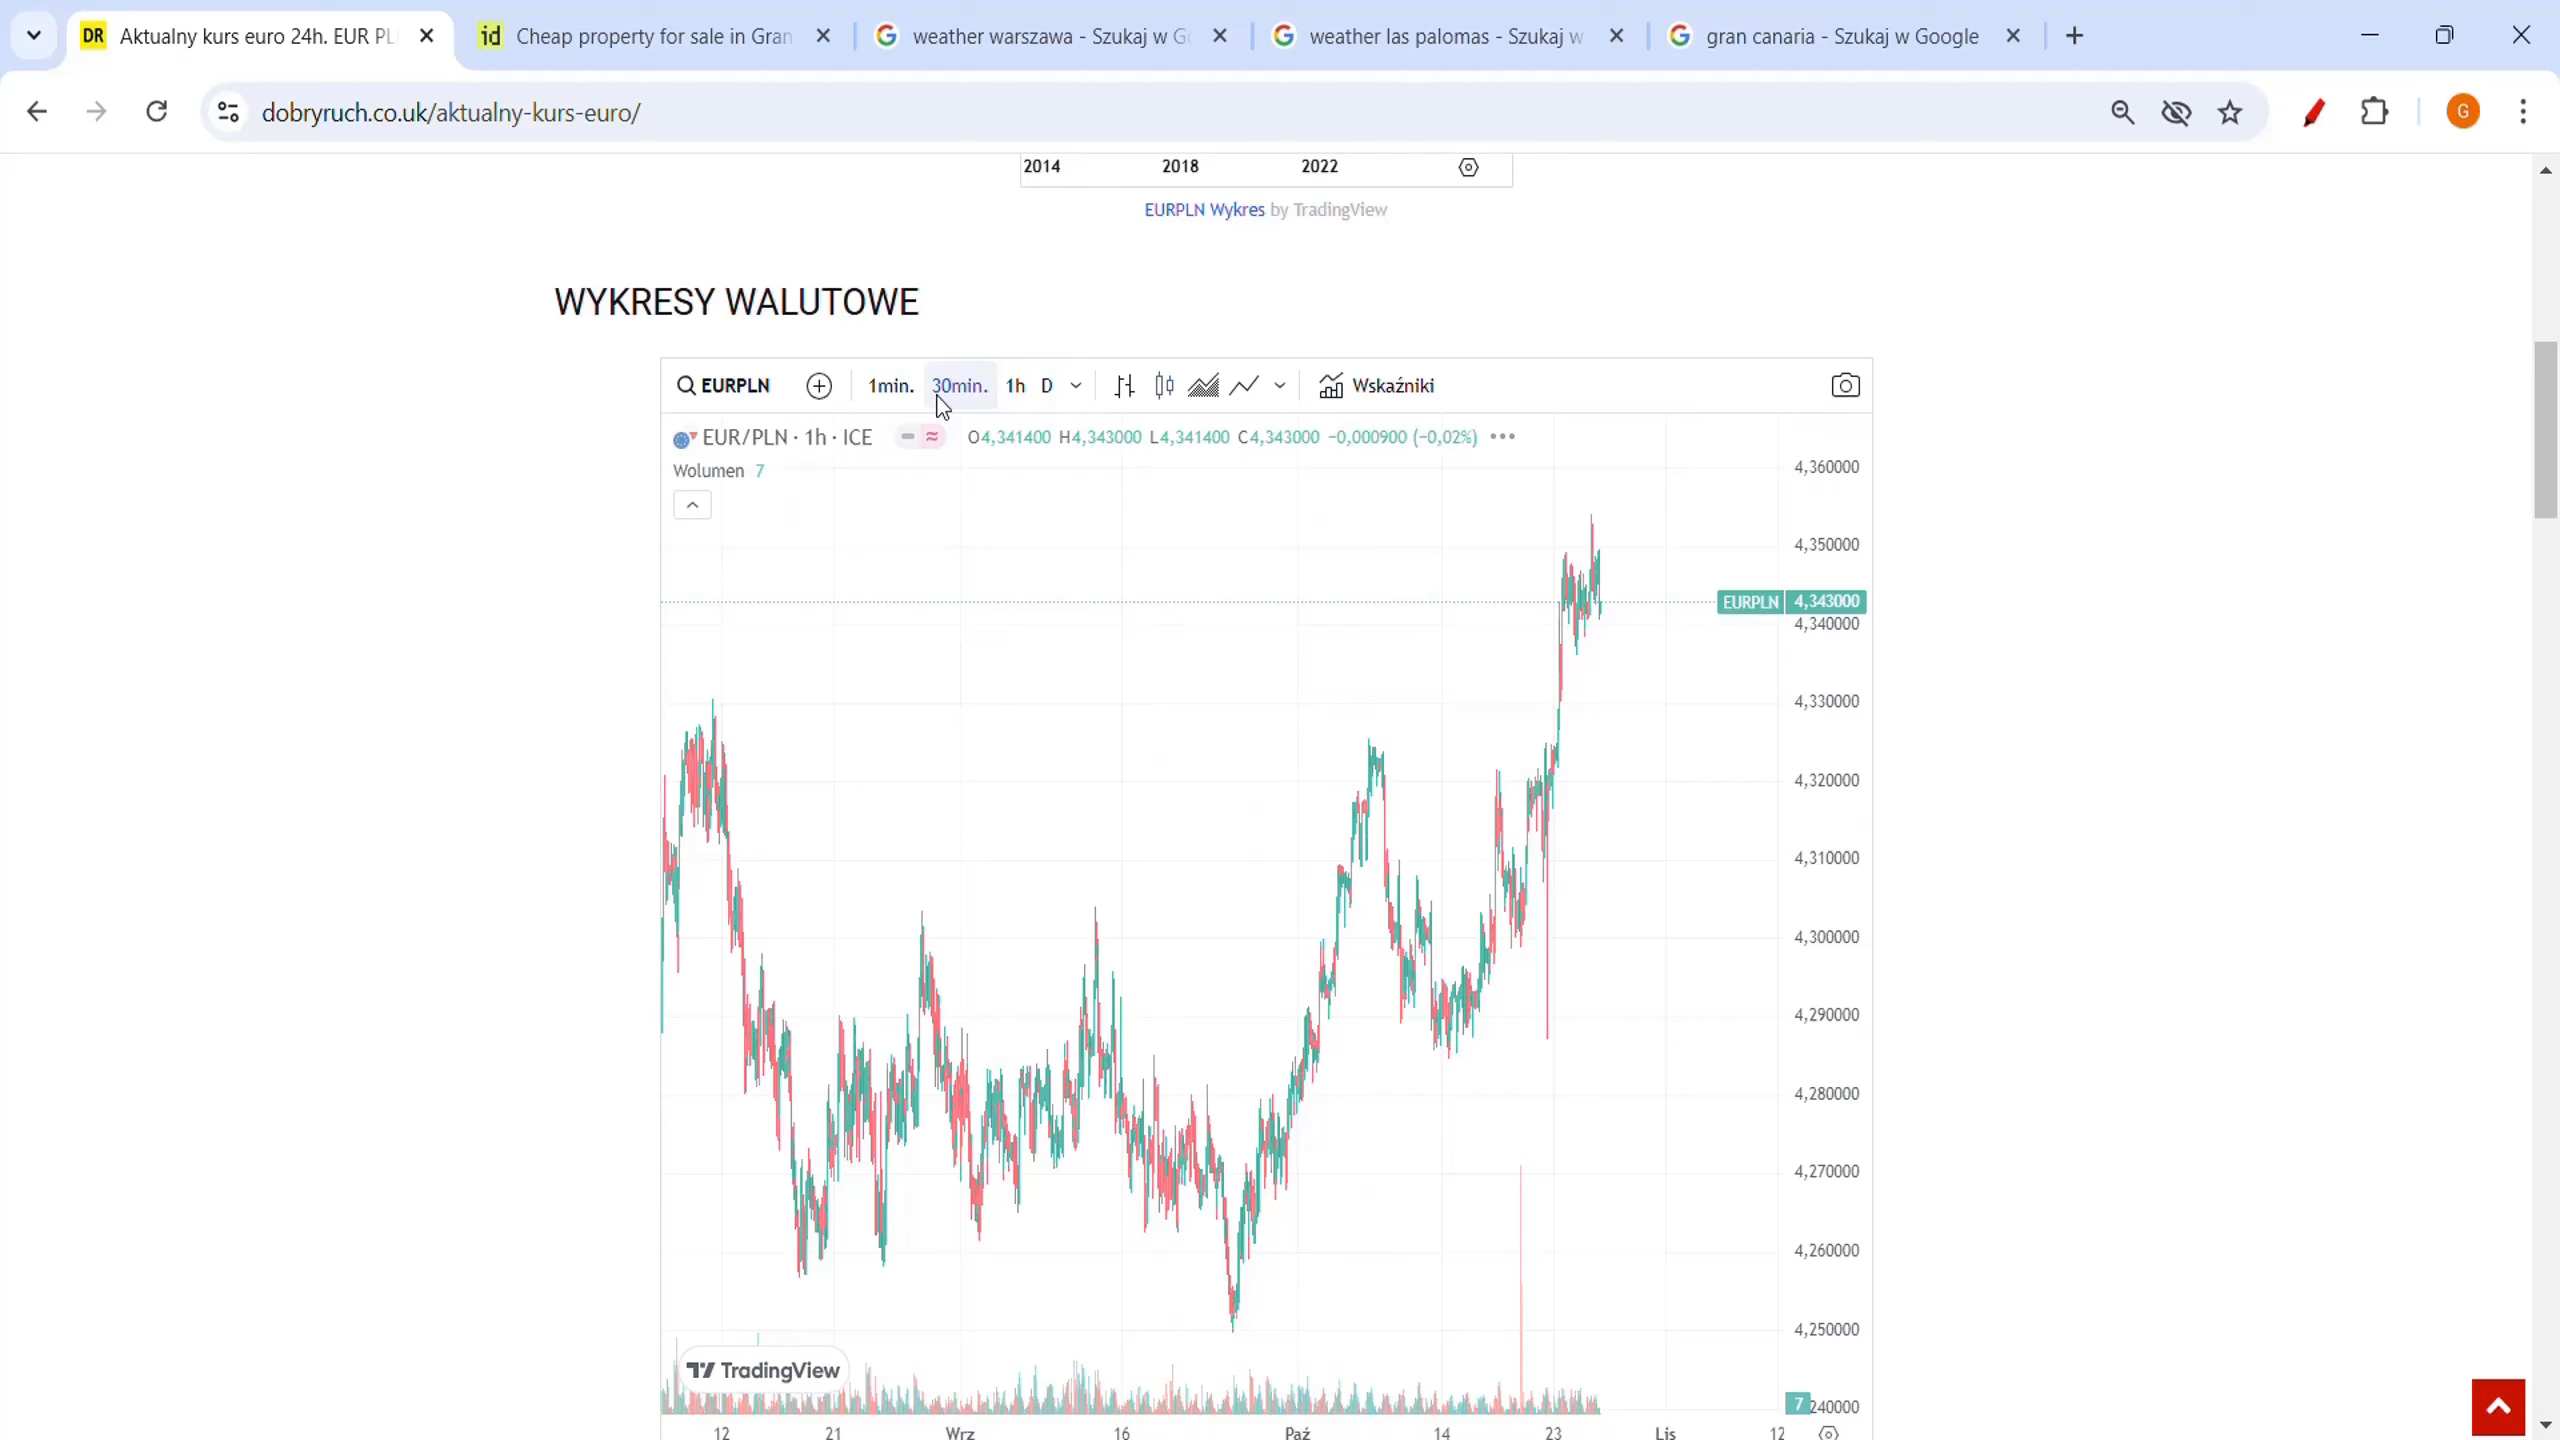 DR Aktualny kurs euro 24h. EUR PL
id Cheap property for sale in Gran
weather warszawa - Szukaj w G
weather las palomas - Szukaj w
gran canaria - Szukaj w Google
dobryruch.co.uk/aktualny-kurs-euro/
G
2014 2018 2022
EURPLN Wykres by TradingView
WYKRESY WALUTOWE
EURPLN 1min. 30min. 1h D Wskaźniki
EUR/PLN · 1h · ICE O4,341400 H4,343000 L4,341400 C4,343000 −0,000900 (−0,02%)
Wolumen 7
4,360000
4,350000
EURPLN 4,343000
4,340000
4,330000
4,320000
4,310000
4,300000
4,290000
4,280000
4,270000
4,260000
4,250000
TradingView
7 240000
12 21 Wrz 16 Paź 14 23 Lis 12